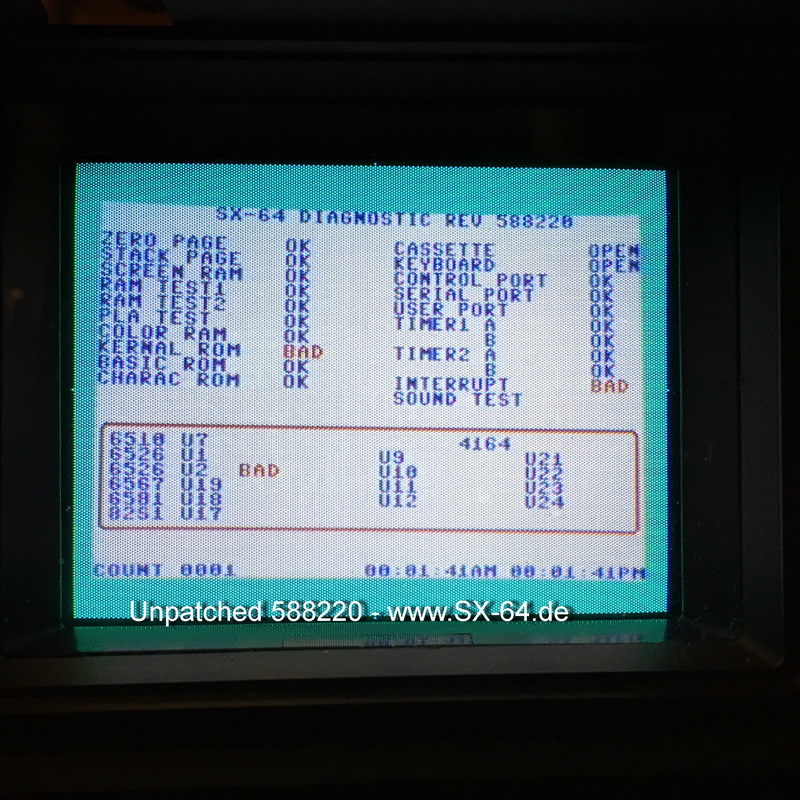 SX-64 DIAGNOSTIC REV 588220
ZERO PAGE OK
STACK PAGE OK
SCREEN RAM OK
RAM TEST1 OK
RAM TEST2 OK
PLA TEST OK
COLOR RAM OK
KERNAL ROM BAD
BASIC ROM OK
CHARAC ROM OK
CASSETTE OPEN
KEYBOARD OPEN
CONTROL PORT OK
SERIAL PORT OK
USER PORT OK
TIMER1 A OK
B OK
TIMER2 A OK
B OK
INTERRUPT BAD
SOUND TEST
6510 U7
6526 U1
6526 U2 BAD
6567 U19
6581 U18
82S1 U17
4164
U9 U21
U10 U22
U11 U23
U12 U24
COUNT 0001 00:01:41AM 00:01:41PM
Unpatched 588220 - www.SX-64.de